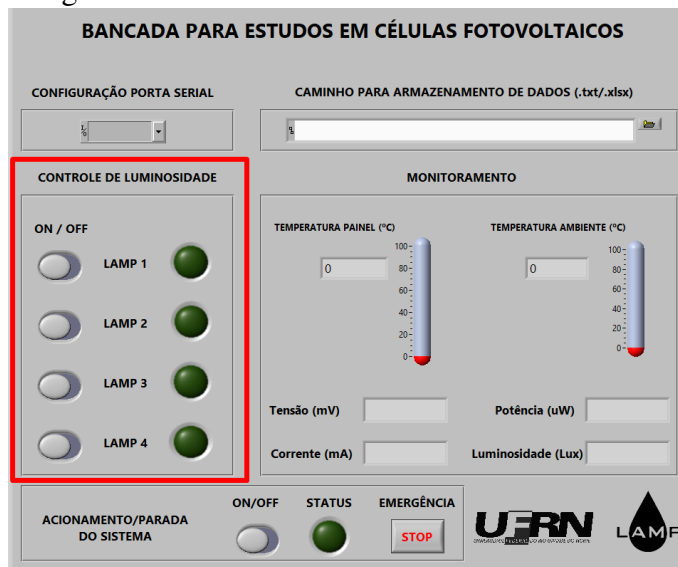 BANCADA PARA ESTUDOS EM CÉLULAS FOTOVOLTAICOS
CONFIGURAÇÃO PORTA SERIAL
CAMINHO PARA ARMAZENAMENTO DE DADOS (.txt/.xlsx)
CONTROLE DE LUMINOSIDADE
MONITORAMENTO
ON / OFF
LAMP 1
LAMP 2
LAMP 3
LAMP 4
TEMPERATURA PAINEL (ºC)
0
100
80
60
40
20
0
TEMPERATURA AMBIENTE (ºC)
0
100
80
60
40
20
0
Tensão (mV)
Potência (uW)
Corrente (mA)
Luminosidade (Lux)
ACIONAMENTO/PARADA
DO SISTEMA
ON/OFF
STATUS
EMERGÊNCIA
STOP
UFRN
LAMP